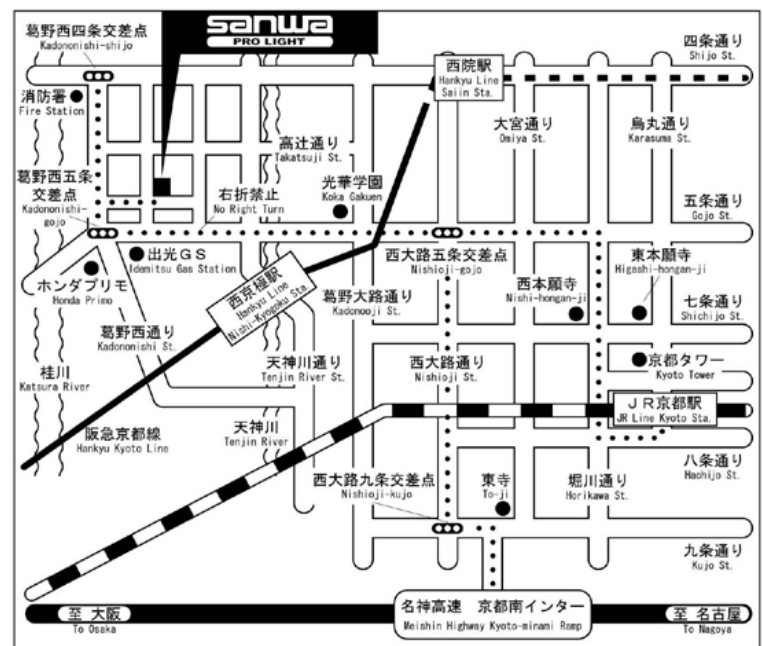 sanwa
PRO LIGHT
葛野西四条交差点
Kadononishi-shijo
四条通り
Shijo St.
西院駅
Hankyu Line
Saiin Sta.
消防署
Fire Station
高辻通り
Takatsuji St.
大宮通り
Omiya St.
烏丸通り
Karasuma St.
葛野西五条
交差点
Kadononishi-
gojo
光華学園
Koka Gakuen
右折禁止
No Right Turn
五条通り
Gojo St.
出光GS
Idemitsu Gas Station
西大路五条交差点
Nishioji-gojo
東本願寺
Higashi-hongan-ji
ホンダプリモ
Honda Primo
西京極駅
Hankyu Line
Nishi-Kyogoku Sta.
葛野大路通り
Kadonooji St.
西本願寺
Nishi-hongan-ji
七条通り
Shichijo St.
葛野西通り
Kadononishi St.
桂川
Katsura River
天神川通り
Tenjin River St.
西大路通り
Nishioji St.
京都タワー
Kyoto Tower
JR京都駅
JR Line Kyoto Sta.
阪急京都線
Hankyu Kyoto Line
天神川
Tenjin River
八条通り
Hachijo St.
西大路九条交差点
Nishioji-kujo
東寺
To-ji
堀川通り
Horikawa St.
九条通り
Kujo St.
名神高速 京都南インター
Meishin Highway Kyoto-minami Ramp
至 大阪
To Osaka
至 名古屋
To Nagoya